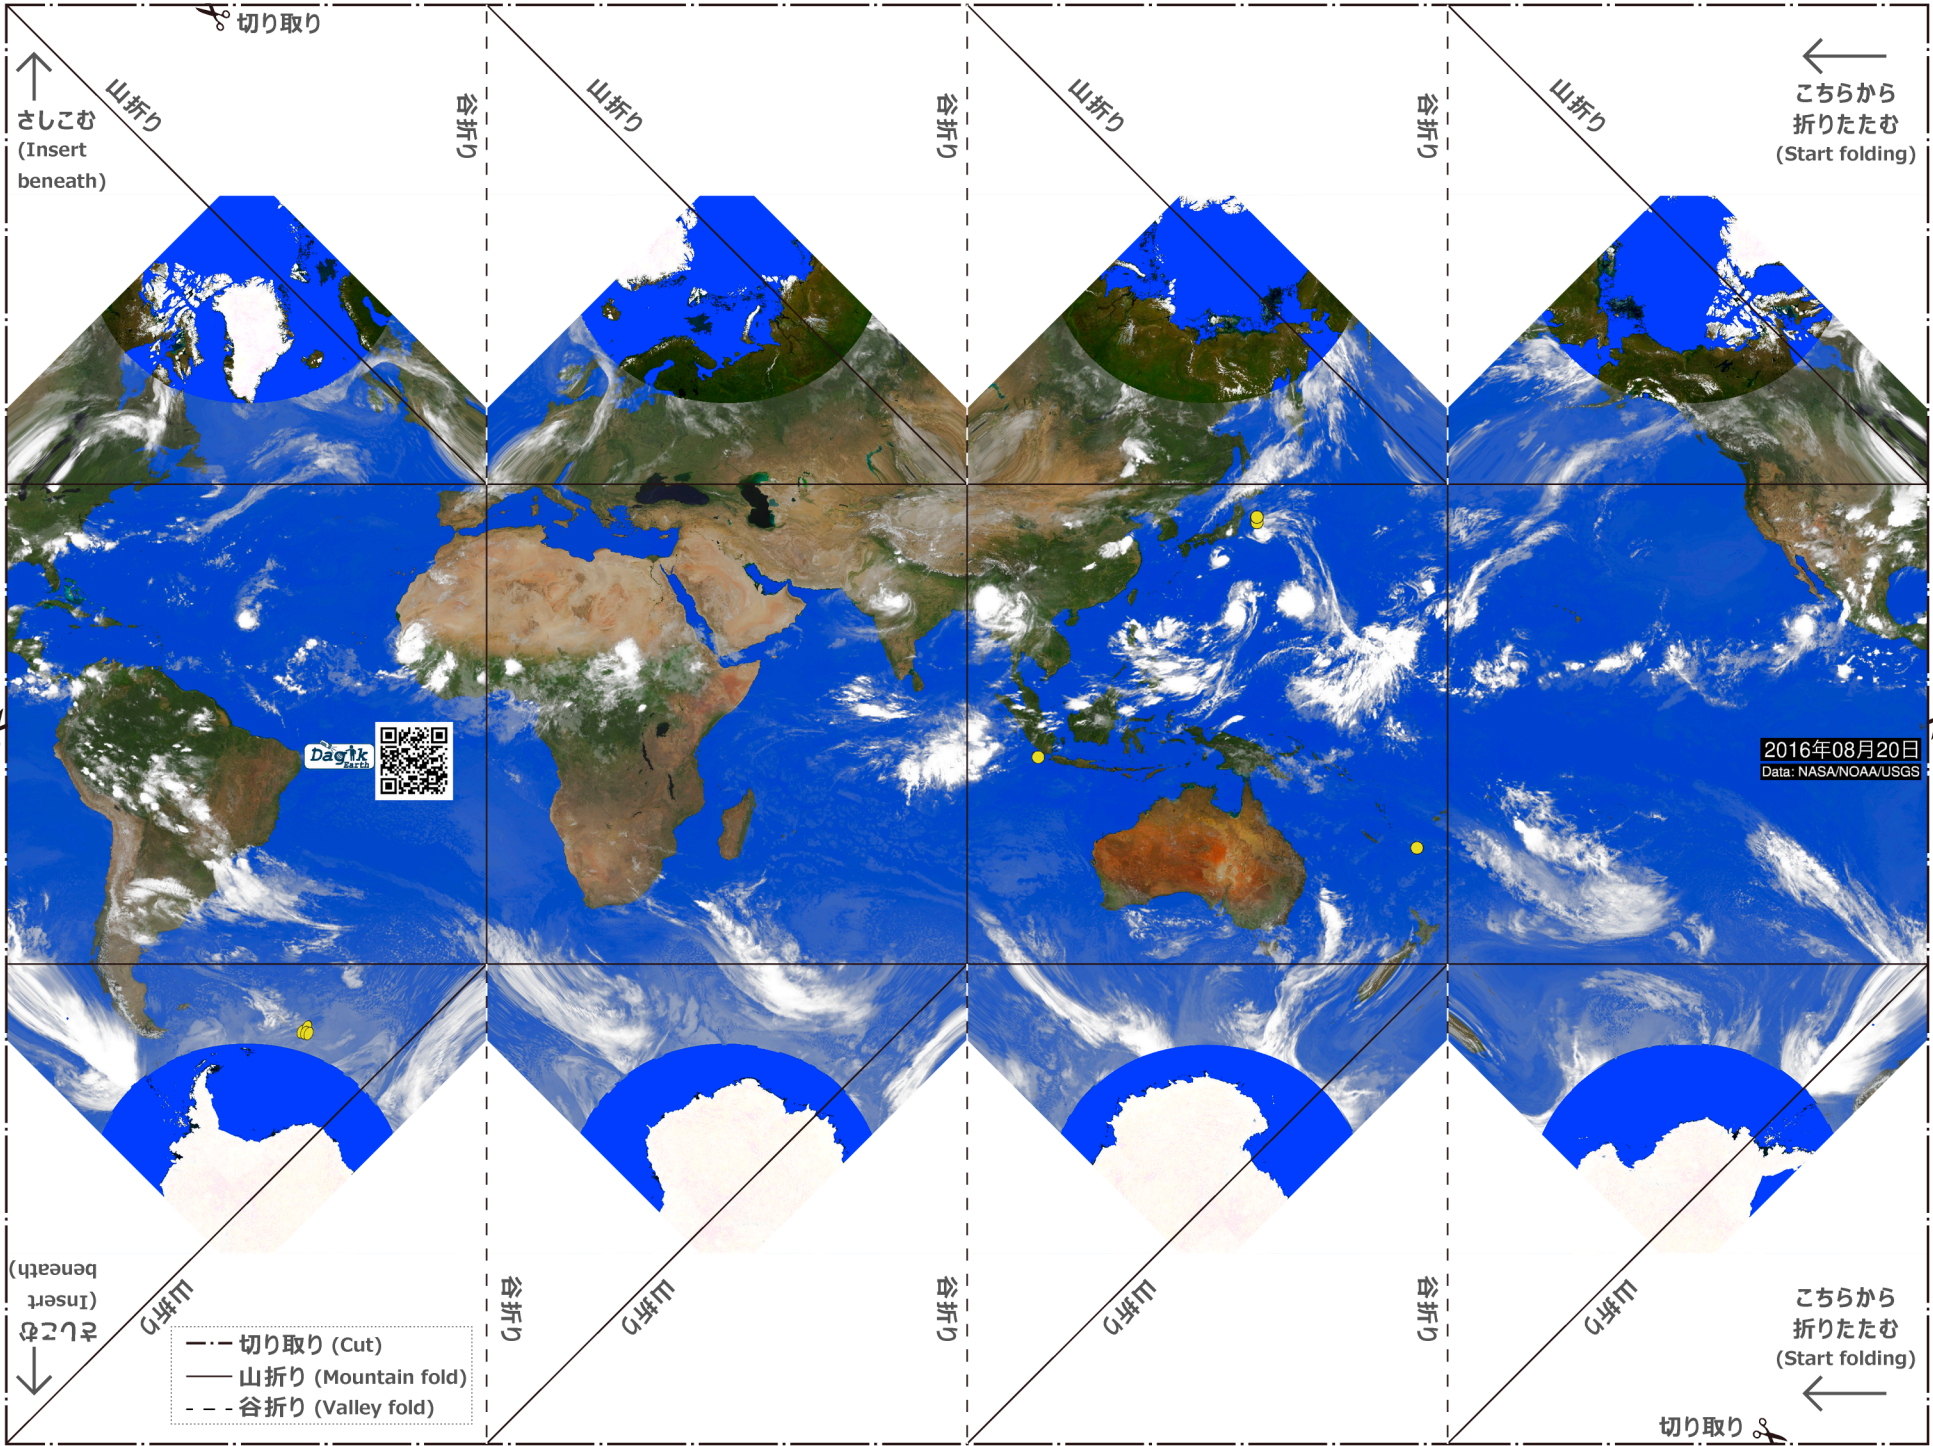 切り取り
山折り
谷折り
山折り
谷折り
山折り
谷折り
山折り
さしこむ
(Insert
beneath)
こちらから
折りたたむ
(Start folding)
Dagik
Earth
2016年08月20日
Data: NASA/NOAA/USGS
さしこむ
(Insert
beneath)
山折り
谷折り
山折り
谷折り
山折り
谷折り
山折り
こちらから
折りたたむ
(Start folding)
切り取り (Cut)
山折り (Mountain fold)
谷折り (Valley fold)
切り取り